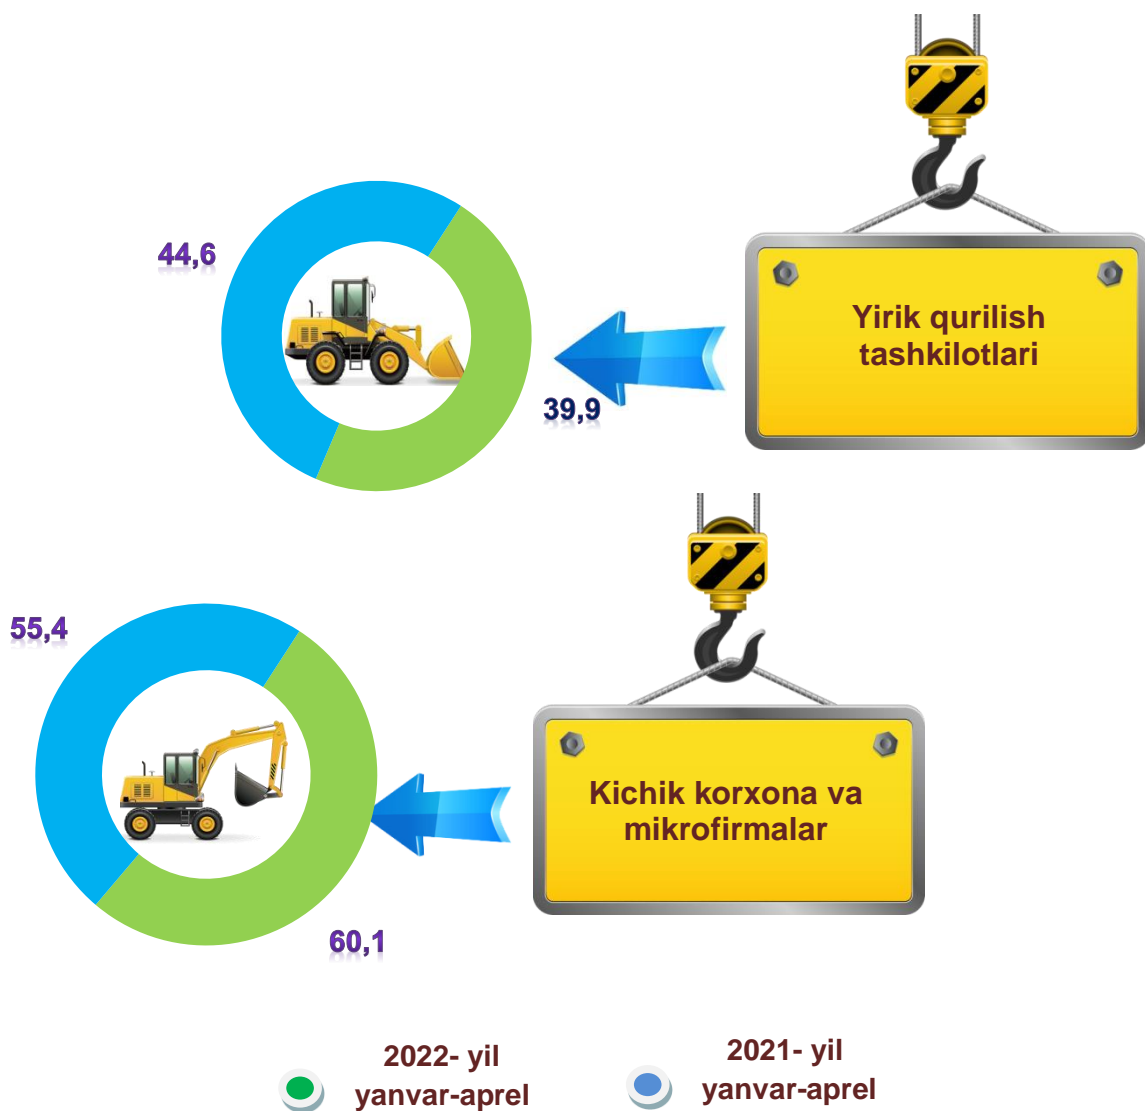 44,6
Yirik qurilish
tashkilotlari
39,9
55,4
Kichik korxona va
mikrofirmalar
60,1
2022- yil
yanvar-aprel
2021- yil
yanvar-aprel